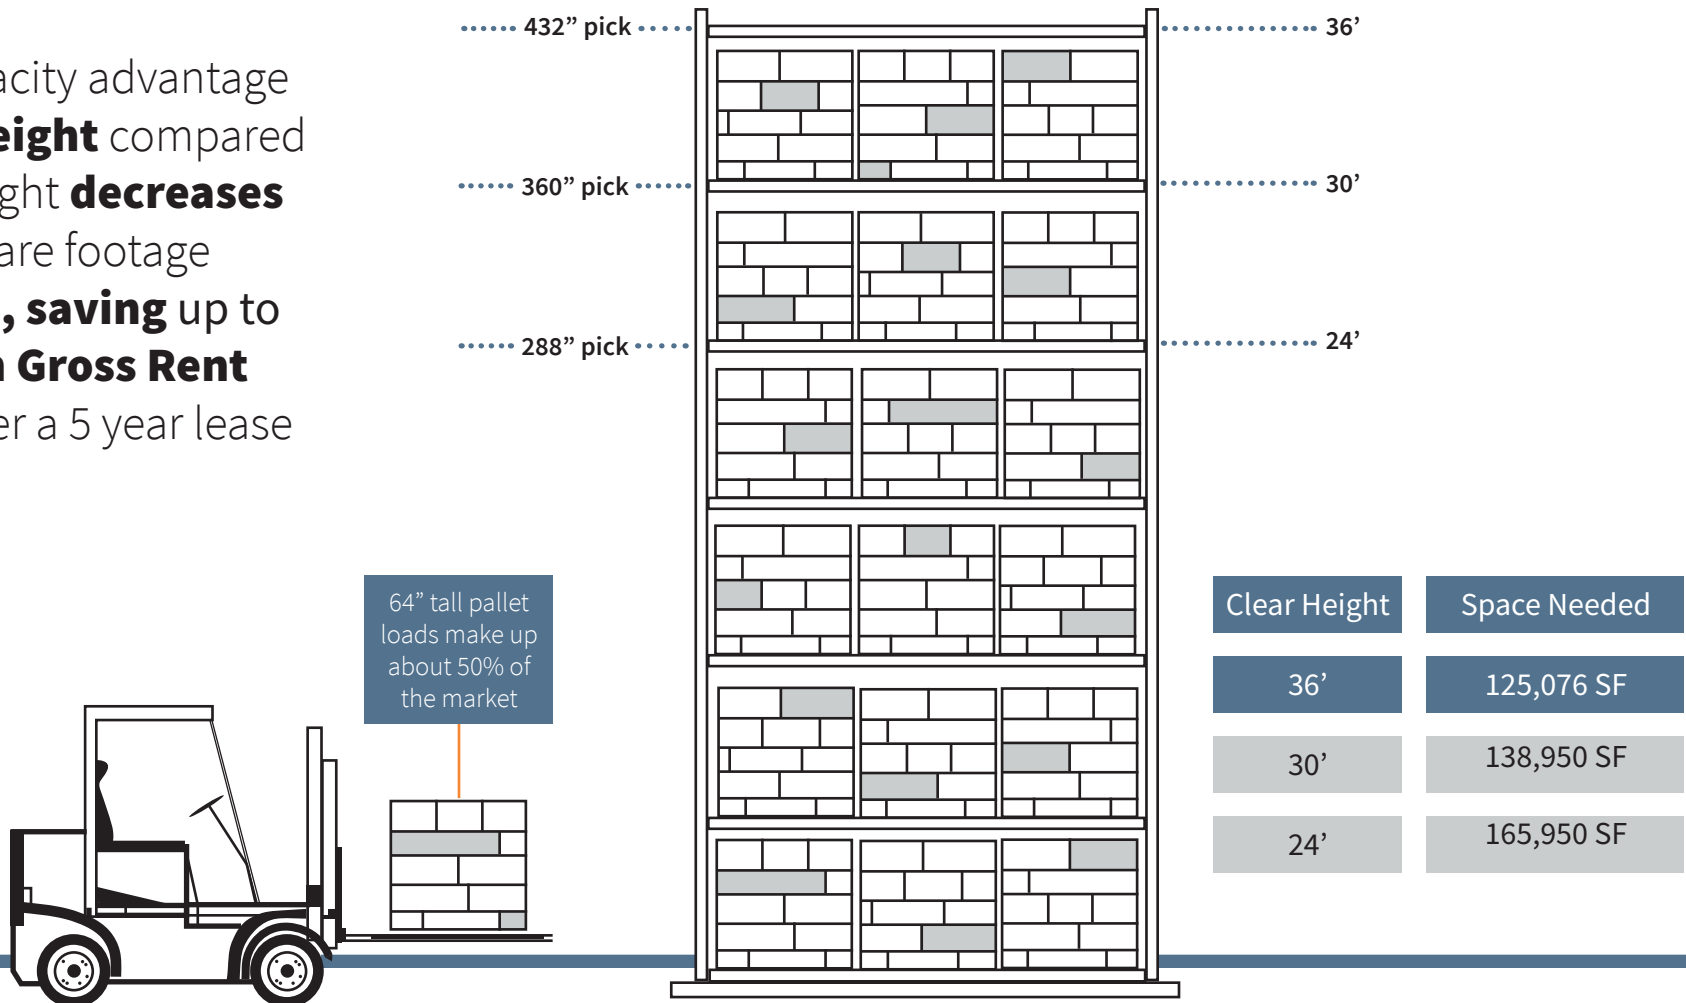 acity advantage
eight compared
ght decreases
are footage
, saving up to
n Gross Rent
er a 5 year lease
432” pick
36’
360” pick
30’
288” pick
24’
64” tall pallet
loads make up
about 50% of
the market
Clear Height Space Needed
36’ 125,076 SF
30’ 138,950 SF
24’ 165,950 SF